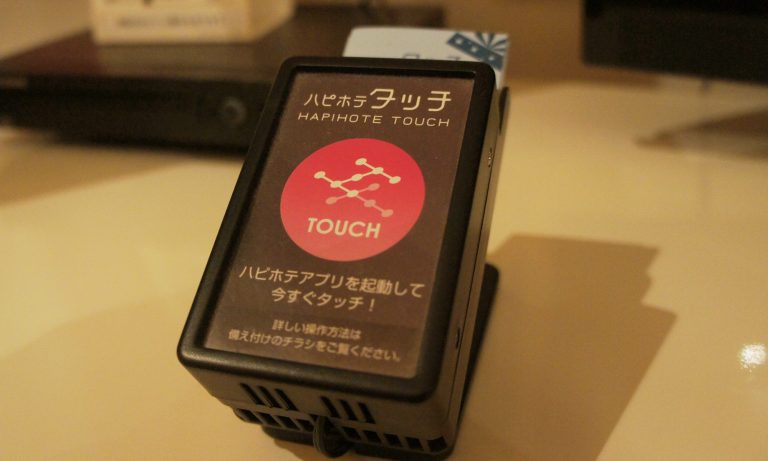 ハピホテタッチ
HAPIHOTE TOUCH
TOUCH
ハピホテアプリを起動して
今すぐタッチ！
詳しい操作方法は
備え付けのチラシをご覧ください。